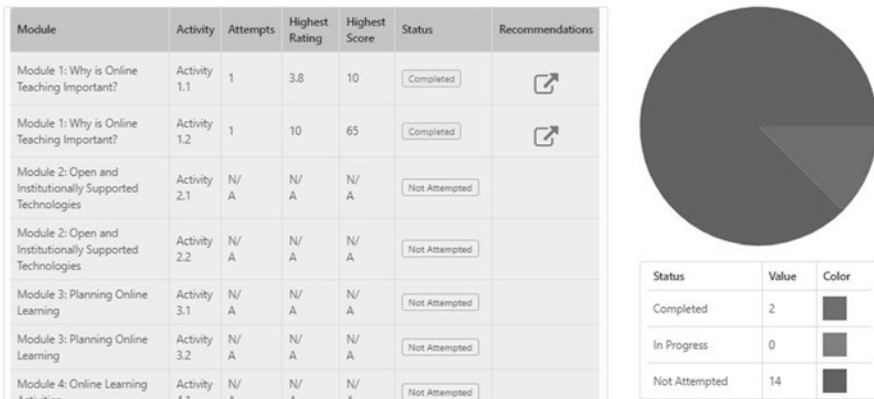 Module Activity Attempts Highest Rating Highest Score Status Recommendations
Module 1: Why is Online Teaching Important? Activity 1.1 1 3.8 10 Completed
Module 1: Why is Online Teaching Important? Activity 1.2 1 10 65 Completed
Module 2: Open and Institutionally Supported Technologies Activity 2.1 N/A N/A N/A Not Attempted
Module 2: Open and Institutionally Supported Technologies Activity 2.2 N/A N/A N/A Not Attempted
Module 3: Planning Online Learning Activity 3.1 N/A N/A N/A Not Attempted
Module 3: Planning Online Learning Activity 3.2 N/A N/A N/A Not Attempted
Module 4: Online Learning Activity N/ N/ N/ Not Attempted
Status Value Color
Completed 2
In Progress 0
Not Attempted 14